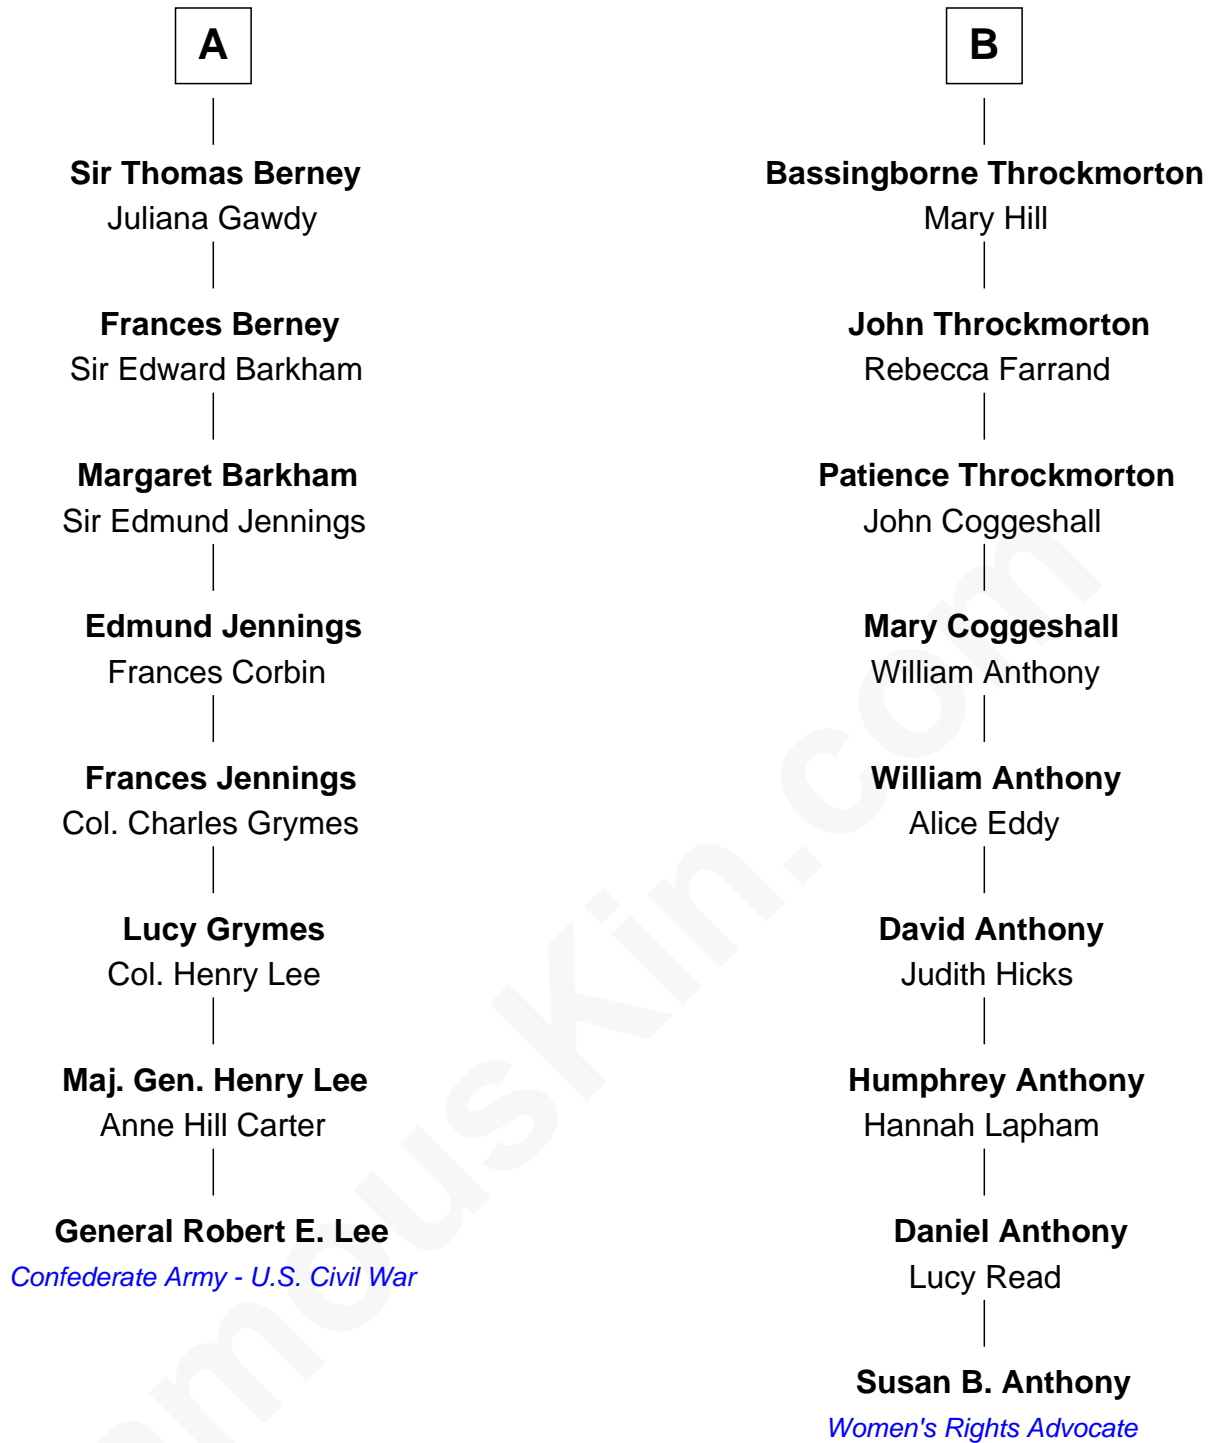 A
Sir Thomas Berney
Juliana Gawdy
Frances Berney
Sir Edward Barkham
Margaret Barkham
Sir Edmund Jennings
Edmund Jennings
Frances Corbin
Frances Jennings
Col. Charles Grymes
Lucy Grymes
Col. Henry Lee
Maj. Gen. Henry Lee
Anne Hill Carter
General Robert E. Lee
Confederate Army - U.S. Civil War
B
Bassingborne Throckmorton
Mary Hill
John Throckmorton
Rebecca Farrand
Patience Throckmorton
John Coggeshall
Mary Coggeshall
William Anthony
William Anthony
Alice Eddy
David Anthony
Judith Hicks
Humphrey Anthony
Hannah Lapham
Daniel Anthony
Lucy Read
Susan B. Anthony
Women's Rights Advocate
amousKin.com